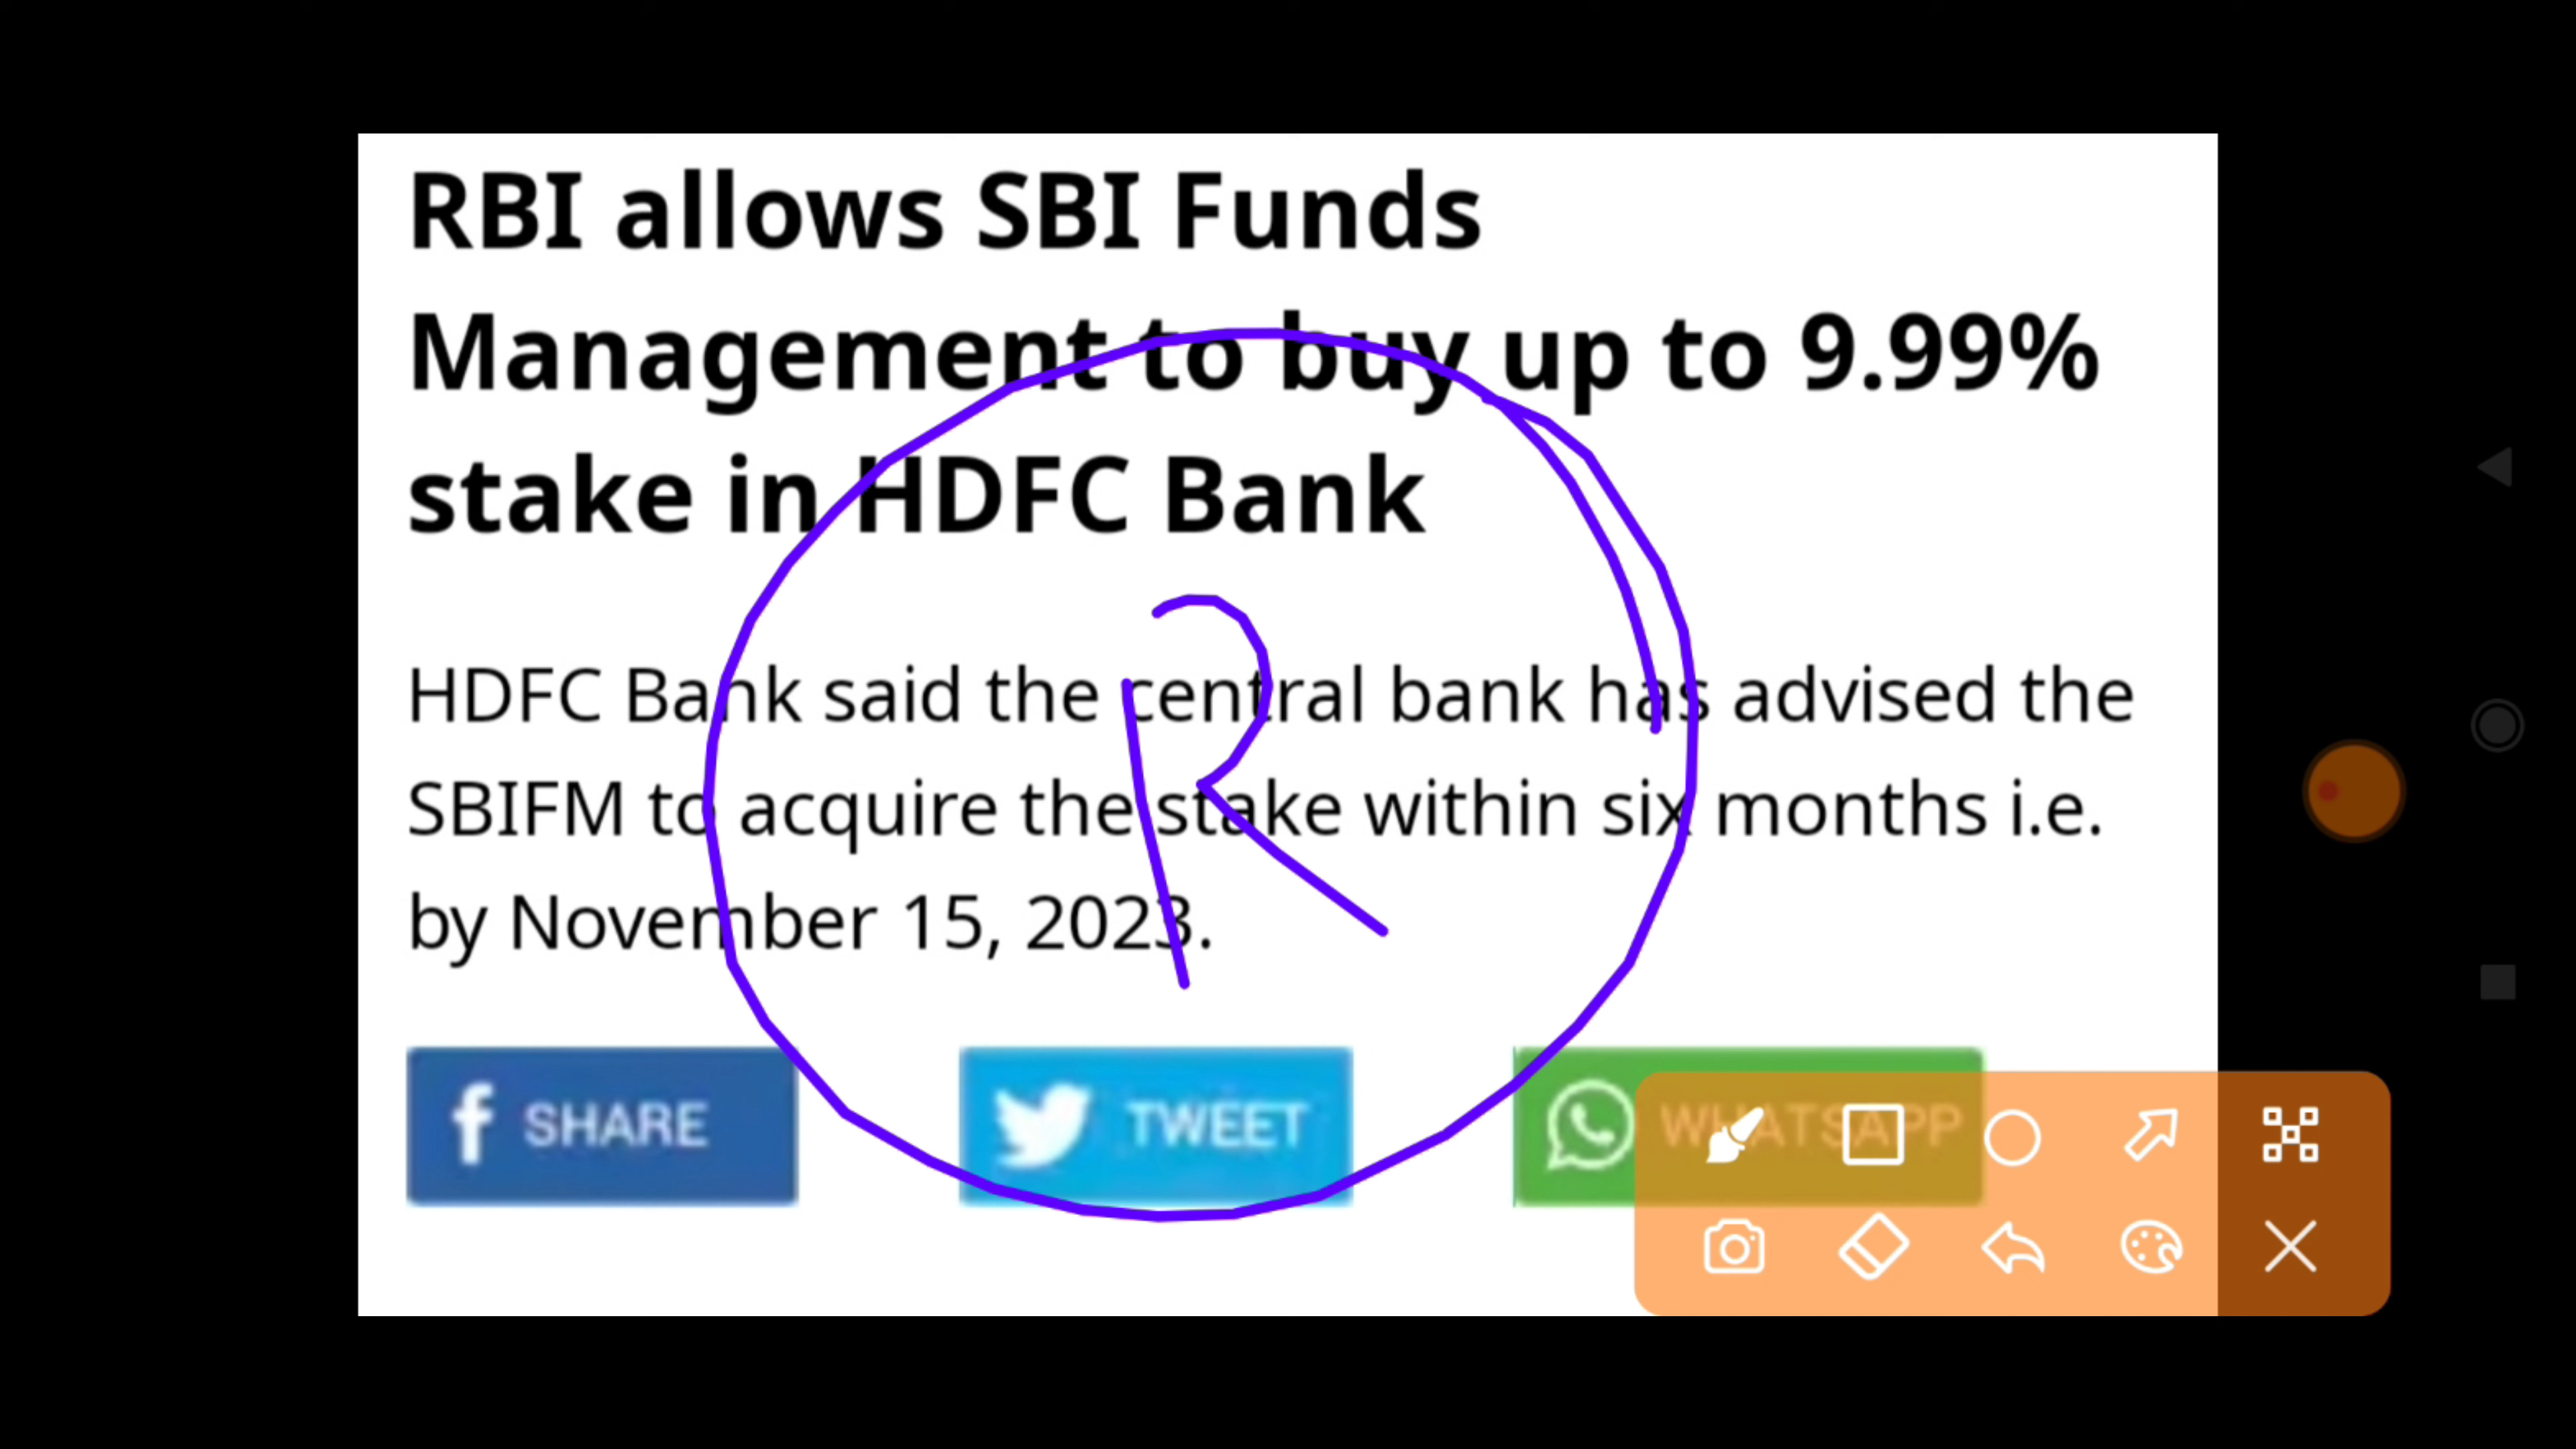 RBI allows SBI Funds
Management to buy up to 9.99%
stake in HDFC Bank
R
HDFC Bank said the central bank has advised the
SBIFM to acquire the stake within six months i.e.
by November 15, 2023.
SHARE TWEET WHATSAPP